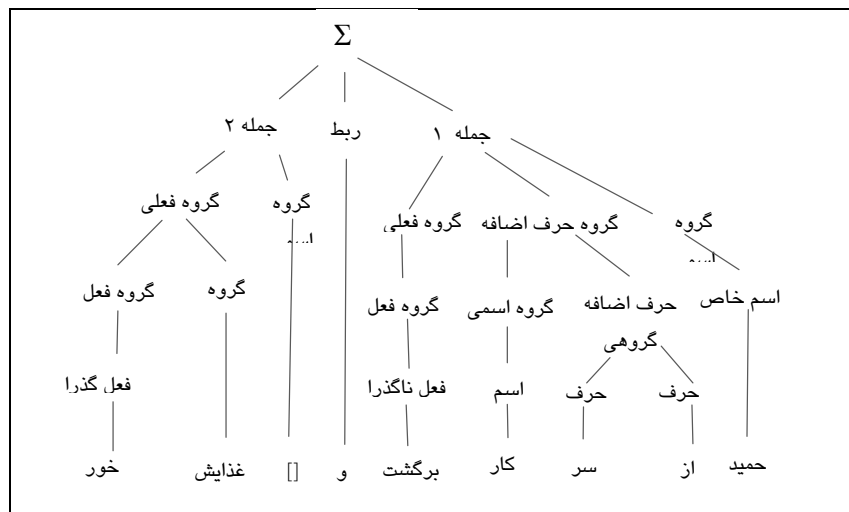 Σ
جمله ۱ ربط جمله ۲
گروه اسم گروه حرف اضافه گروه فعلی گروه اسم گروه فعلی
اسم خاص حرف اضافه گروهی گروه اسمی گروه فعل گروه گروه فعل
حرف حرف اسم فعل ناگذرا فعل گذرا
حمید از سر کار برگشت و [] غذایش خور